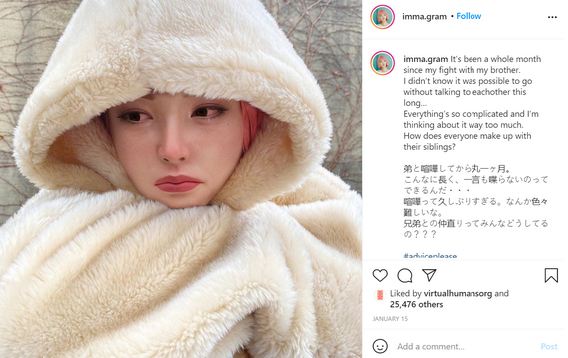 imma.gram • Follow
imma.gram It's been a whole month
since my fight with my brother.
I didn't know it was possible to go
without talking to eachother this
long...
Everything's so complicated and I'm
thinking about it way too much.
How does everyone make up with
their siblings?
弟と喧嘩してから丸一ヶ月。
こんなに長く、一言も喋らないのって
できるんだ・・・
喧嘩って久しぶりすぎる。なんか色々
難しいな。
兄弟との仲直りってみんなどうしてる
の？？？
#adviceplease
Liked by virtualhumansorg and
25,476 others
JANUARY 15
Add a comment...
Post